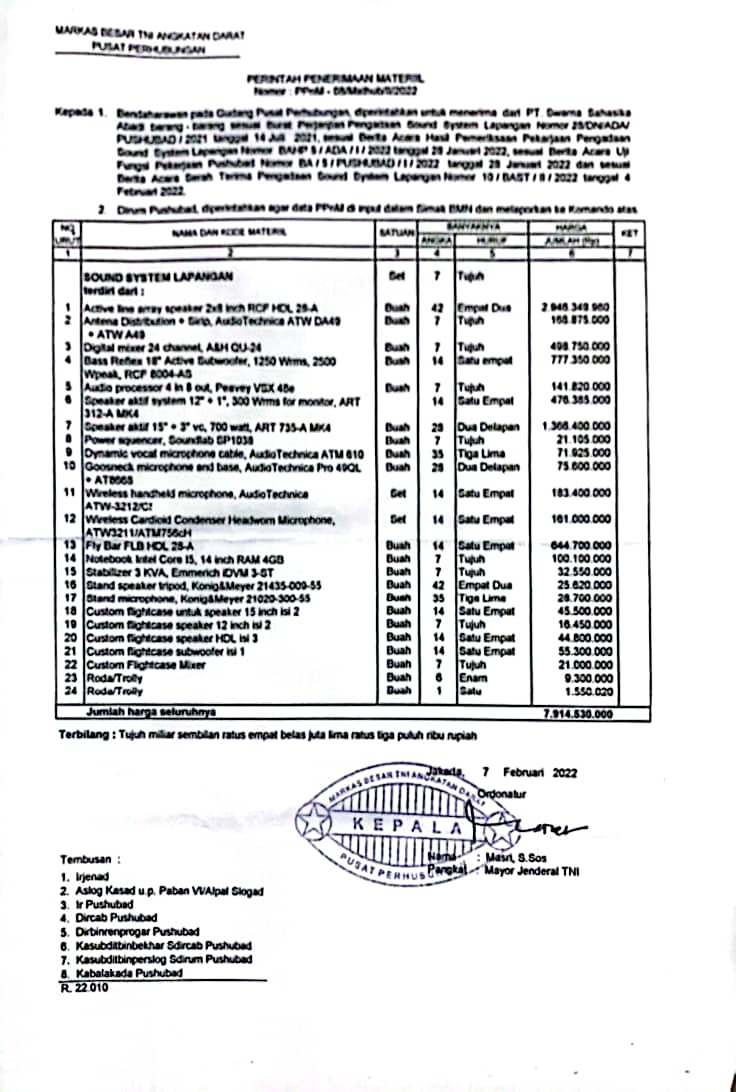 MARKAS BESAR TNI ANGKATAN DARAT
PUSAT PERHUBUNGAN
PERINTAH PENERIMAAN MATERIIL
Nomor : PPnM - 05/Mathub/II/2022
Kepada 1. Bendaharawan pada Gudang Pusat Perhubungan, diperintahkan untuk menerima dari PT. Swarna Sahasika
Abadi barang - barang sesuai Surat Perjanjian Pengadaan Sound System Lapangan Nomor 25/DN/ADA/
PUSHUBAD / 2021 tanggal 14 Juli 2021, sesuai Berita Acara Hasil Pemeriksaan Pekerjaan Pengadaan
Sound System Lapangan Nomor BAHP 5 / ADA / I / 2022 tanggal 28 Januari 2022, sesuai Berita Acara Uji
Fungsi Pekerjaan Pushubad Nomor BA / 5 / PUSHUBAD / I / 2022 tanggal 28 Januari 2022 dan sesuai
Berita Acara Serah Terima Pengadaan Sound System Lapangan Nomor 10 / BAST / II / 2022 tanggal 4
Februari 2022.
2. Dirum Pushubad, diperintahkan agar data PPnM di input dalam Simak BMN dan melaporkan ke Komando atas
NO URUT NAMA DAN KODE MATERIIL SATUAN BANYAKNYA HARGA KET
ANGKA HURUF JUMLAH (Rp)
1 2 3 4 5 6 7
SOUND SYSTEM LAPANGAN Set 7 Tujuh
terdiri dari :
1 Active line array speaker 2x8 inch RCF HDL 28-A Buah 42 Empat Dua 2.946.349.980
2 Antena Distribution + Grip, AudioTechnica ATW DA49 Buah 7 Tujuh 168.875.000
+ ATW A49
3 Digital mixer 24 channel, A&H QU-24 Buah 7 Tujuh 498.750.000
4 Bass Reflex 18" Active Subwoofer, 1250 Wrms, 2500 Buah 14 Satu empat 777.350.000
Wpeak, RCF 8004-AS
5 Audio processor 4 in 8 out, Peavey VSX 48e Buah 7 Tujuh 141.820.000
6 Speaker aktif system 12" + 1", 300 Wrms for monitor, ART 14 Satu Empat 476.385.000
312-A MK4
7 Speaker aktif 15" + 3" vc, 700 watt, ART 735-A MK4 Buah 28 Dua Delapan 1.366.400.000
8 Power squencer, Soundlab SP1038 Buah 7 Tujuh 21.105.000
9 Dynamic vocal microphone cable, AudioTechnica ATM 610 Buah 35 Tiga Lima 71.925.000
10 Goosneck microphone and base, AudioTechnica Pro 49QL Buah 28 Dua Delapan 75.600.000
+ AT8666
11 Wireless handheld microphone, AudioTechnica Set 14 Satu Empat 183.400.000
ATW-3212/C!
12 Wireless Cardioid Condenser Headworn Microphone, Set 14 Satu Empat 161.000.000
ATW3211/ATM75cH
13 Fly Bar FLB HDL 28-A Buah 14 Satu Empat 644.700.000
14 Notebook Intel Core I5, 14 inch RAM 4GB Buah 7 Tujuh 100.100.000
15 Stabilizer 3 KVA, Emmerich IDVM 3-ST Buah 7 Tujuh 32.550.000
16 Stand speaker tripod, Konig&Meyer 21435-009-55 Buah 42 Empat Dua 25.620.000
17 Stand microphone, Konig&Meyer 21020-300-55 Buah 35 Tiga Lima 28.700.000
18 Custom flightcase untuk speaker 15 inch isi 2 Buah 14 Satu Empat 45.500.000
19 Custom flightcase speaker 12 inch isi 2 Buah 7 Tujuh 16.450.000
20 Custom flightcase speaker HDL isi 3 Buah 14 Satu Empat 44.800.000
21 Custom flightcase subwoofer isi 1 Buah 14 Satu Empat 55.300.000
22 Custom Flightcase Mixer Buah 7 Tujuh 21.000.000
23 Roda/Trolly Buah 6 Enam 9.300.000
24 Roda/Trolly Buah 1 Satu 1.550.020
Jumlah harga seluruhnya 7.914.530.000
Terbilang : Tujuh miliar sembilan ratus empat belas juta lima ratus tiga puluh ribu rupiah
Jakarta, 7 Februari 2022
Ordonatur
MARKAS BESAR TNI ANGKATAN DARAT
KEPALA
PUSAT PERHUBUNGAN
Nama : Masri, S.Sos
Pangkat : Mayor Jenderal TNI
Tembusan :
1. Irjenad
2. Aslog Kasad u.p. Paban VI/Alpal Slogad
3. Ir Pushubad
4. Dircab Pushubad
5. Dirbinrenprogar Pushubad
6. Kasubditbinbekhar Sdircab Pushubad
7. Kasubditbinperslog Sdirum Pushubad
8. Kabalakada Pushubad
R. 22.010